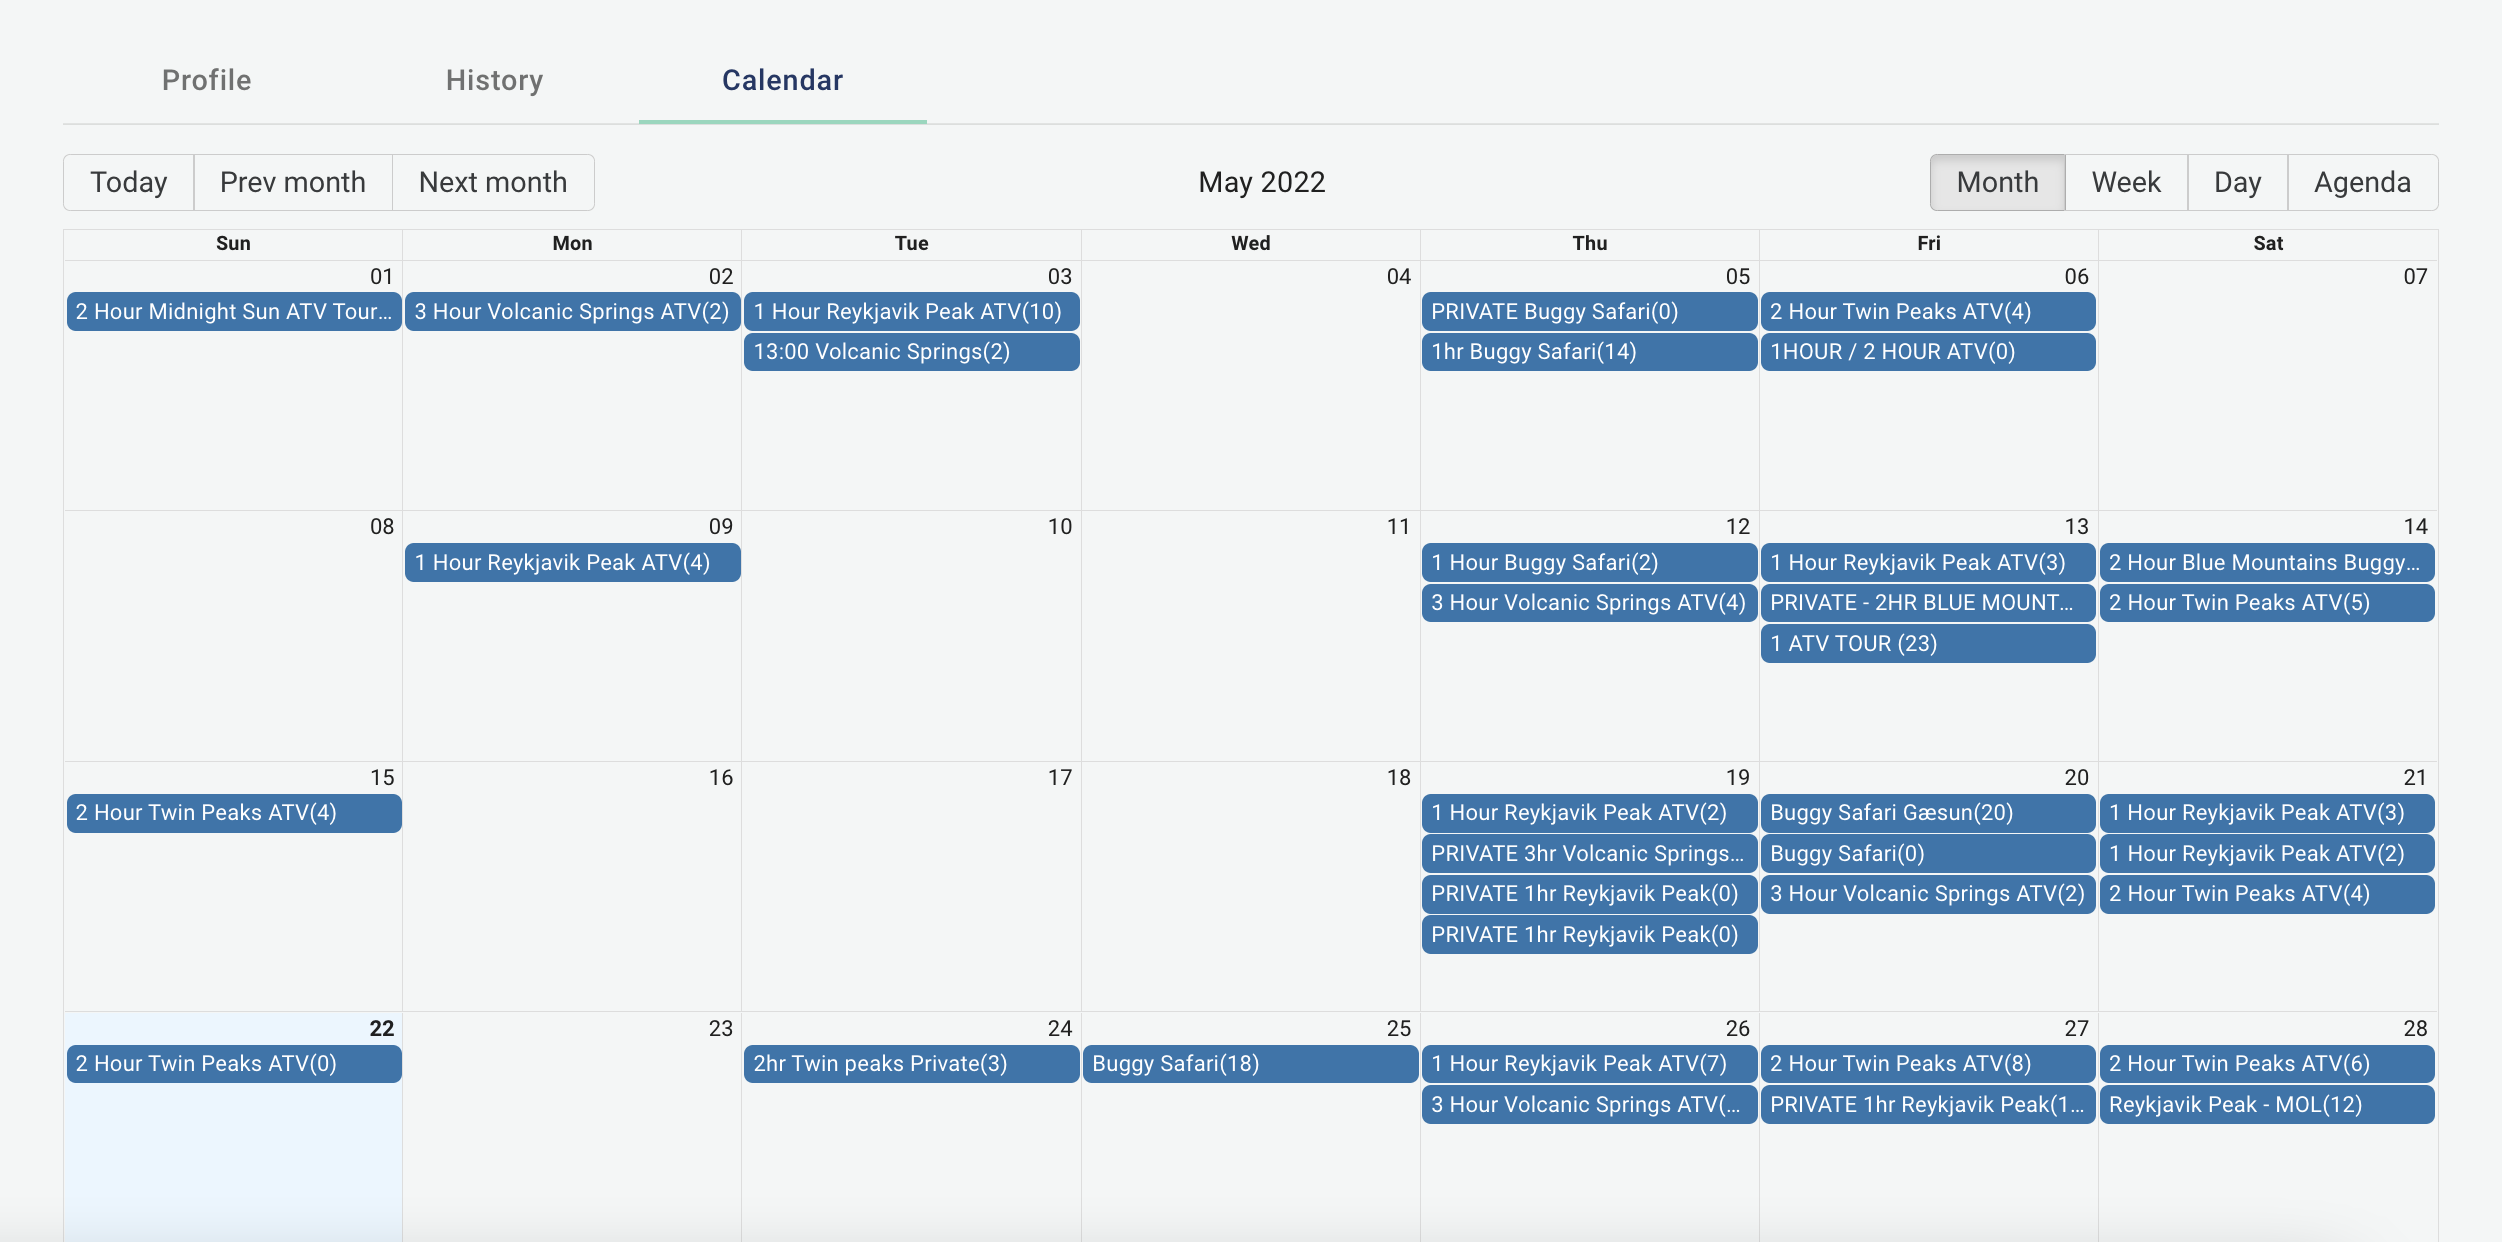 Profile History Calendar
Today Prev month Next month May 2022 Month Week Day Agenda
Sun Mon Tue Wed Thu Fri Sat
01 02 03 04 05 06 07
2 Hour Midnight Sun ATV Tour... 3 Hour Volcanic Springs ATV(2) 1 Hour Reykjavik Peak ATV(10) PRIVATE Buggy Safari(0) 2 Hour Twin Peaks ATV(4)
13:00 Volcanic Springs(2) 1hr Buggy Safari(14) 1HOUR / 2 HOUR ATV(0)
08 09 10 11 12 13 14
1 Hour Reykjavik Peak ATV(4) 1 Hour Buggy Safari(2) 1 Hour Reykjavik Peak ATV(3) 2 Hour Blue Mountains Buggy...
3 Hour Volcanic Springs ATV(4) PRIVATE - 2HR BLUE MOUNT... 2 Hour Twin Peaks ATV(5)
1 ATV TOUR (23)
15 16 17 18 19 20 21
2 Hour Twin Peaks ATV(4) 1 Hour Reykjavik Peak ATV(2) Buggy Safari Gæsun(20) 1 Hour Reykjavik Peak ATV(3)
PRIVATE 3hr Volcanic Springs... Buggy Safari(0) 1 Hour Reykjavik Peak ATV(2)
PRIVATE 1hr Reykjavik Peak(0) 3 Hour Volcanic Springs ATV(2) 2 Hour Twin Peaks ATV(4)
PRIVATE 1hr Reykjavik Peak(0)
22 23 24 25 26 27 28
2 Hour Twin Peaks ATV(0) 2hr Twin peaks Private(3) Buggy Safari(18) 1 Hour Reykjavik Peak ATV(7) 2 Hour Twin Peaks ATV(8) 2 Hour Twin Peaks ATV(6)
3 Hour Volcanic Springs ATV(... PRIVATE 1hr Reykjavik Peak(1... Reykjavik Peak - MOL(12)